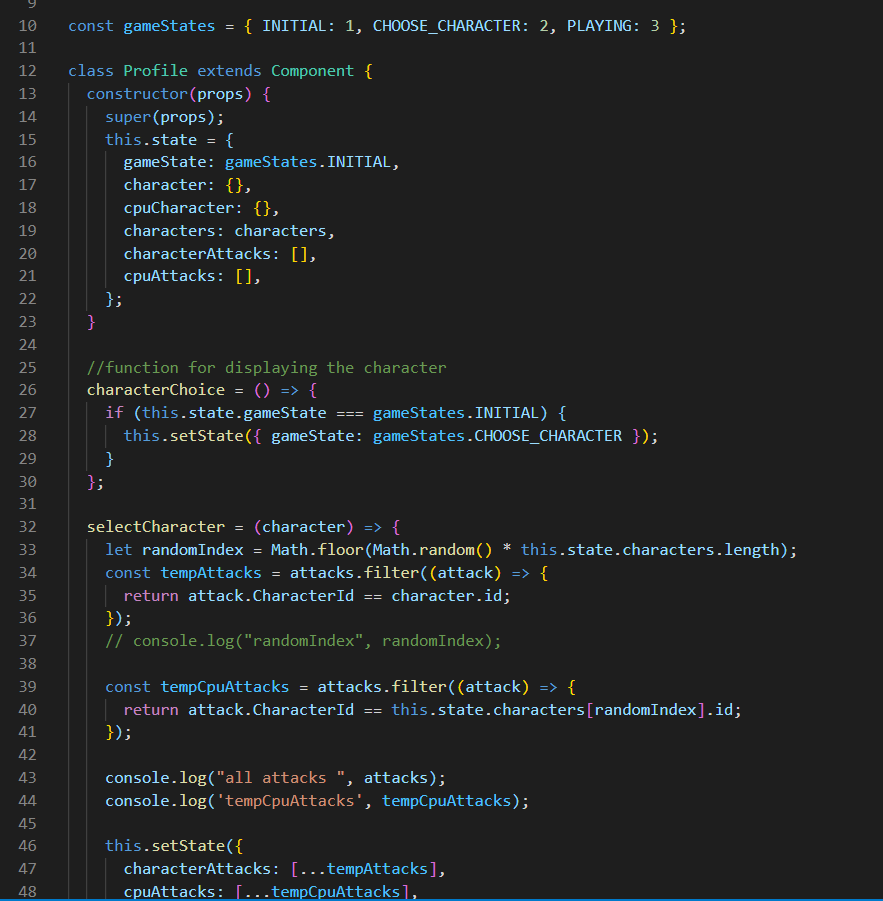 9
10 const gameStates = { INITIAL: 1, CHOOSE_CHARACTER: 2, PLAYING: 3 };
11
12 class Profile extends Component {
13   constructor(props) {
14     super(props);
15     this.state = {
16       gameState: gameStates.INITIAL,
17       character: {},
18       cpuCharacter: {},
19       characters: characters,
20       characterAttacks: [],
21       cpuAttacks: [],
22     };
23   }
24
25   //function for displaying the character
26   characterChoice = () => {
27     if (this.state.gameState === gameStates.INITIAL) {
28       this.setState({ gameState: gameStates.CHOOSE_CHARACTER });
29     }
30   };
31
32   selectCharacter = (character) => {
33     let randomIndex = Math.floor(Math.random() * this.state.characters.length);
34     const tempAttacks = attacks.filter((attack) => {
35       return attack.CharacterId == character.id;
36     });
37     // console.log("randomIndex", randomIndex);
38
39     const tempCpuAttacks = attacks.filter((attack) => {
40       return attack.CharacterId == this.state.characters[randomIndex].id;
41     });
42
43     console.log("all attacks ", attacks);
44     console.log('tempCpuAttacks', tempCpuAttacks);
45
46     this.setState({
47       characterAttacks: [...tempAttacks],
48       cpuAttacks: [...tempCpuAttacks],